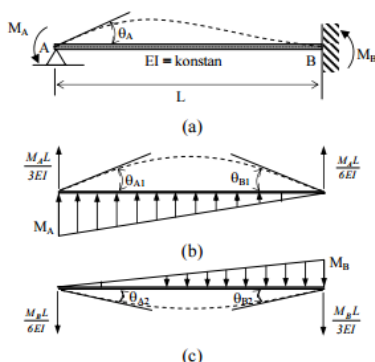 M_A
A
θ_A
EI = konstan
B
M_B
L
(a)
M_A L / 3EI
θ_A1
θ_B1
M_A L / 6EI
M_A
(b)
M_B
M_B L / 6EI
θ_A2
θ_B2
M_B L / 3EI
(c)